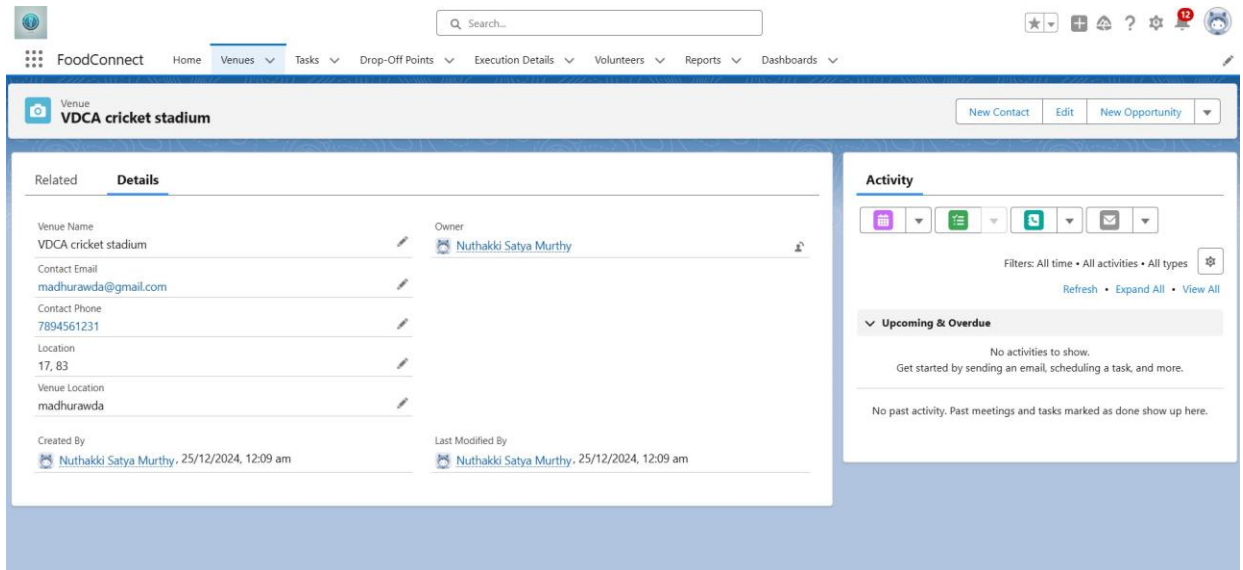 Search...
12
FoodConnect Home Venues Tasks Drop-Off Points Execution Details Volunteers Reports Dashboards
Venue
VDCA cricket stadium
New Contact Edit New Opportunity
Related Details
Venue Name
VDCA cricket stadium
Owner
Nuthakki Satya Murthy
Contact Email
madhurawda@gmail.com
Contact Phone
7894561231
Location
17, 83
Venue Location
madhurawda
Created By
Nuthakki Satya Murthy, 25/12/2024, 12:09 am
Last Modified By
Nuthakki Satya Murthy, 25/12/2024, 12:09 am
Activity
Filters: All time • All activities • All types
Refresh • Expand All • View All
Upcoming & Overdue
No activities to show.
Get started by sending an email, scheduling a task, and more.
No past activity. Past meetings and tasks marked as done show up here.